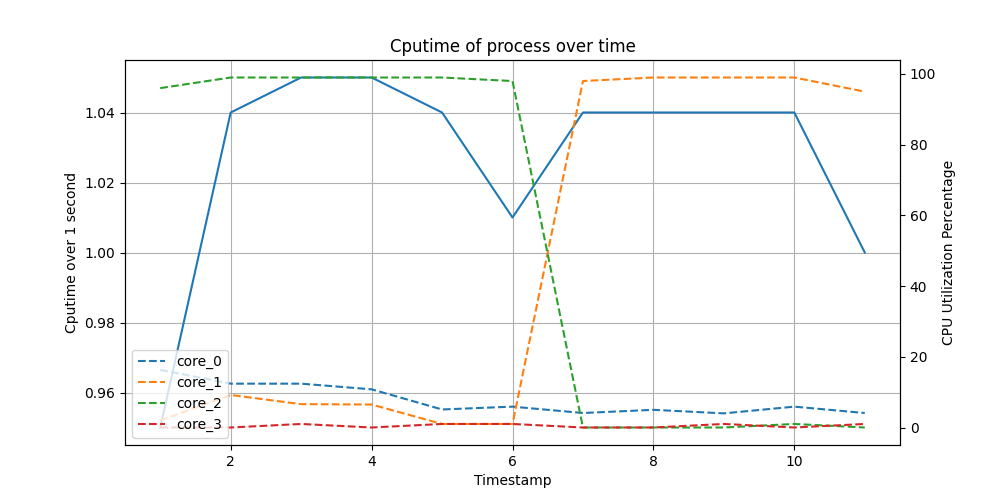 Cputime of process over time
Cputime over 1 second
1.04
1.02
1.00
0.98
0.96
100
80
60
40
20
0
CPU Utilization Percentage
core_0
core_1
core_2
core_3
2
4
6
8
10
Timestamp